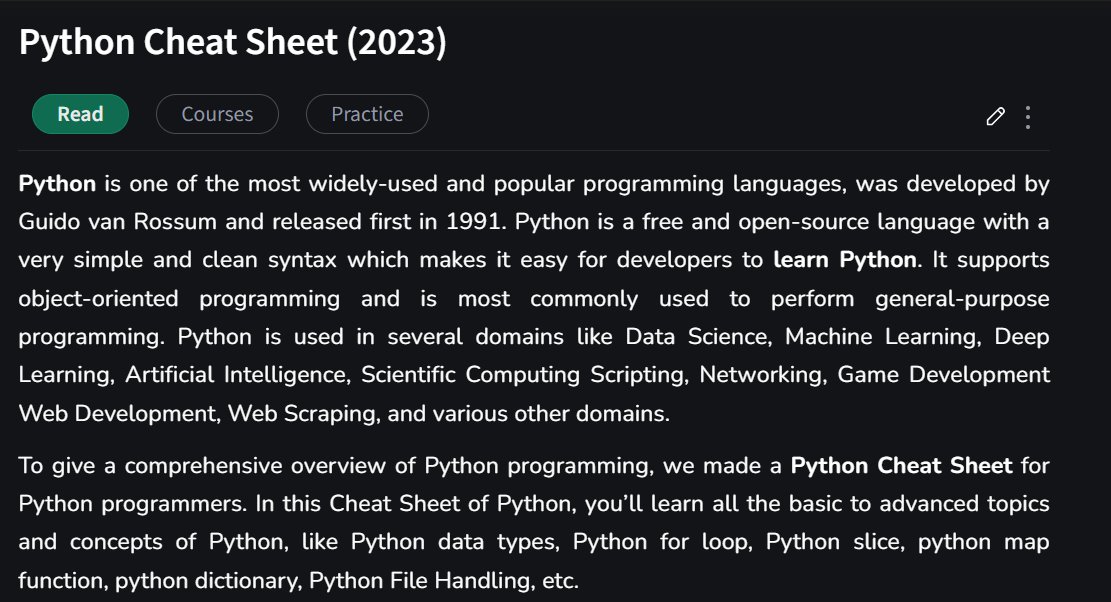 Python Cheat Sheet (2023)
Read
Courses
Practice
Python is one of the most widely-used and popular programming languages, was developed by
Guido van Rossum and released first in 1991. Python is a free and open-source language with a
very simple and clean syntax which makes it easy for developers to learn Python. It supports
object-oriented programming and is most commonly used to perform general-purpose
programming. Python is used in several domains like Data Science, Machine Learning, Deep
Learning, Artificial Intelligence, Scientific Computing Scripting, Networking, Game Development
Web Development, Web Scraping, and various other domains.
To give a comprehensive overview of Python programming, we made a Python Cheat Sheet for
Python programmers. In this Cheat Sheet of Python, you’ll learn all the basic to advanced topics
and concepts of Python, like Python data types, Python for loop, Python slice, python map
function, python dictionary, Python File Handling, etc.